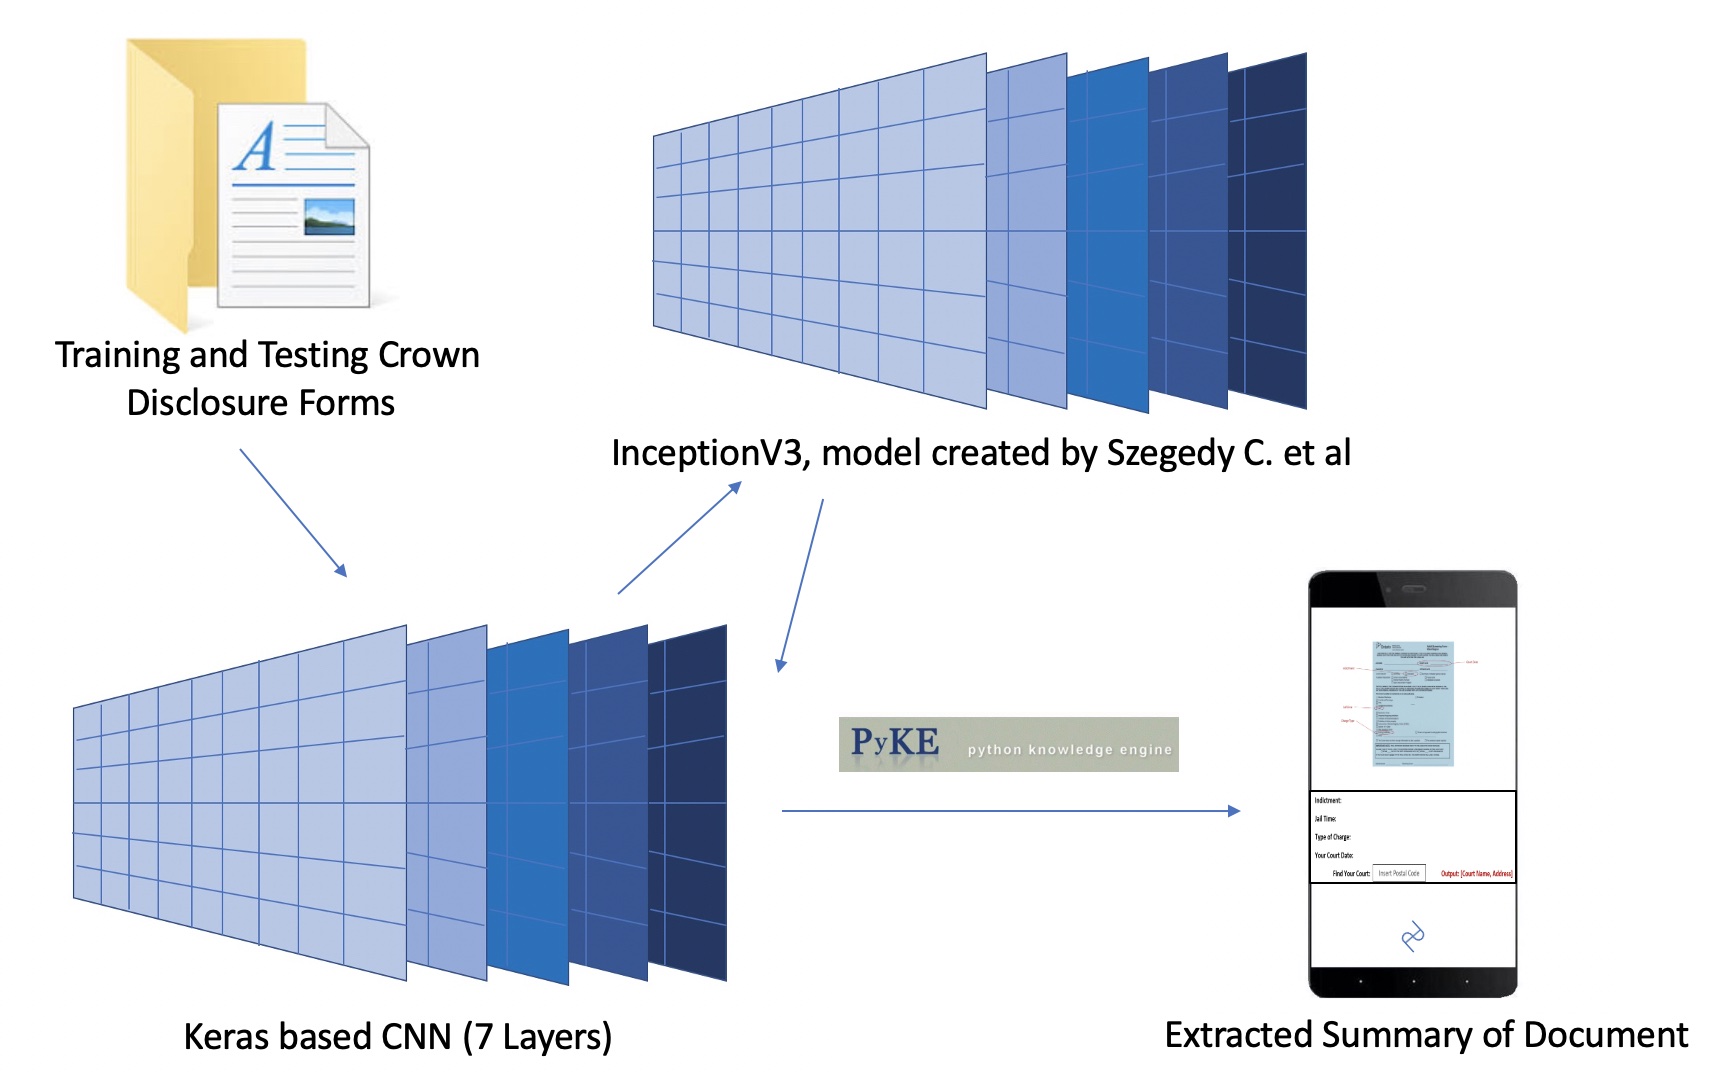 A
Training and Testing Crown
Disclosure Forms
InceptionV3, model created by Szegedy C. et al
PyKE python knowledge engine
Indictment:
Jail Time:
Type of Charge:
Your Court Date:
Find Your Court: Insert Postal Code Output: [Court Name, Address]
Keras based CNN (7 Layers)
Extracted Summary of Document